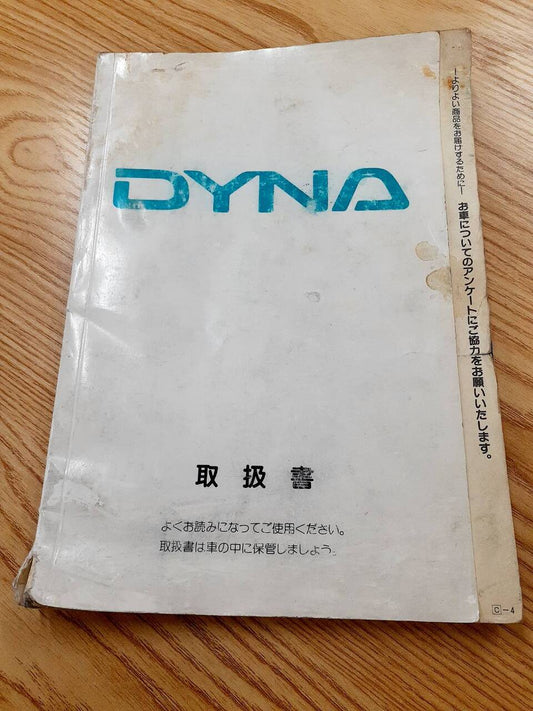 DYNA
取扱書
よくお読みになってご使用ください。
取扱書は車の中に保管しましょう。
—よりよい商品をお届けするために— お車についてのアンケートにご協力をお願いいたします。
C-4